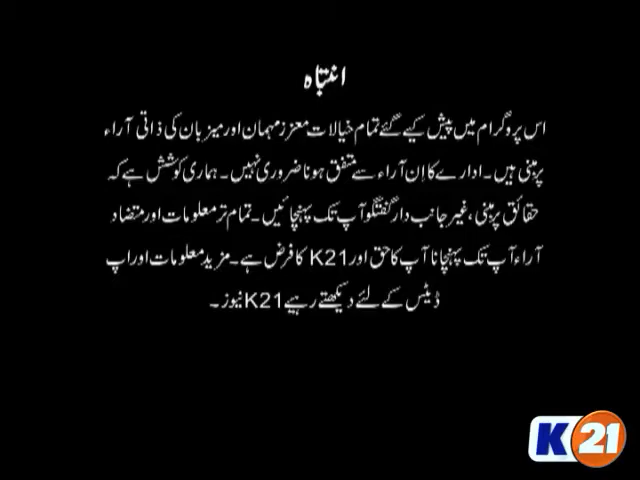 انتباہ
اس پروگرام میں پیش کیے گئے تمام خیالات معزز مہمان اور میزبان کی ذاتی آراء
پر مبنی ہیں۔ ادارے کا اِن آراء سے متفق ہونا ضروری نہیں۔ ہماری کوشش ہے کہ
حقائق پر مبنی، غیر جانب دار گفتگو آپ تک پہنچائیں۔ تمام تر معلومات اور متضاد
آراء آپ تک پہنچانا آپ کا حق اور K21 کا فرض ہے۔ مزید معلومات اور اپ
ڈیٹس کے لئے دیکھتے رہیے K21 نیوز۔
K21